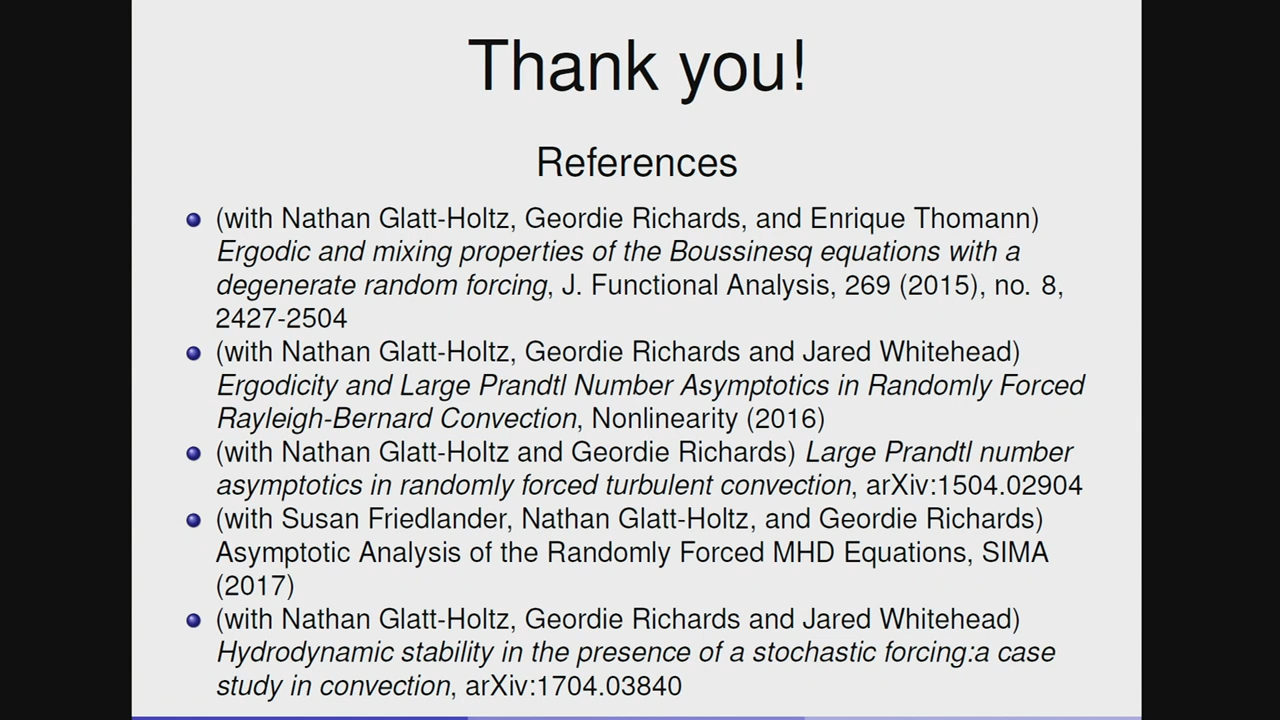 Thank you!
References
(with Nathan Glatt-Holtz, Geordie Richards, and Enrique Thomann)
Ergodic and mixing properties of the Boussinesq equations with a
degenerate random forcing, J. Functional Analysis, 269 (2015), no. 8,
2427-2504
(with Nathan Glatt-Holtz, Geordie Richards and Jared Whitehead)
Ergodicity and Large Prandtl Number Asymptotics in Randomly Forced
Rayleigh-Bernard Convection, Nonlinearity (2016)
(with Nathan Glatt-Holtz and Geordie Richards) Large Prandtl number
asymptotics in randomly forced turbulent convection, arXiv:1504.02904
(with Susan Friedlander, Nathan Glatt-Holtz, and Geordie Richards)
Asymptotic Analysis of the Randomly Forced MHD Equations, SIMA
(2017)
(with Nathan Glatt-Holtz, Geordie Richards and Jared Whitehead)
Hydrodynamic stability in the presence of a stochastic forcing:a case
study in convection, arXiv:1704.03840